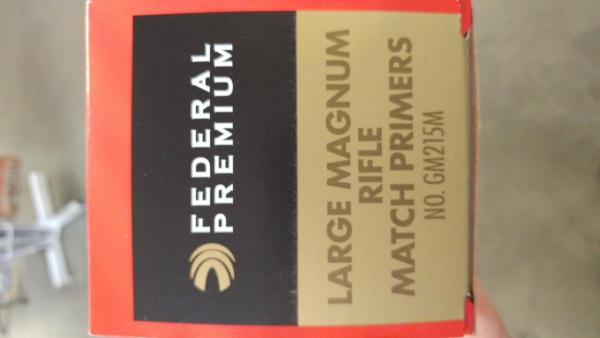 FEDERAL
PREMIUM
LARGE MAGNUM
RIFLE
MATCH PRIMERS
NO. GM215M